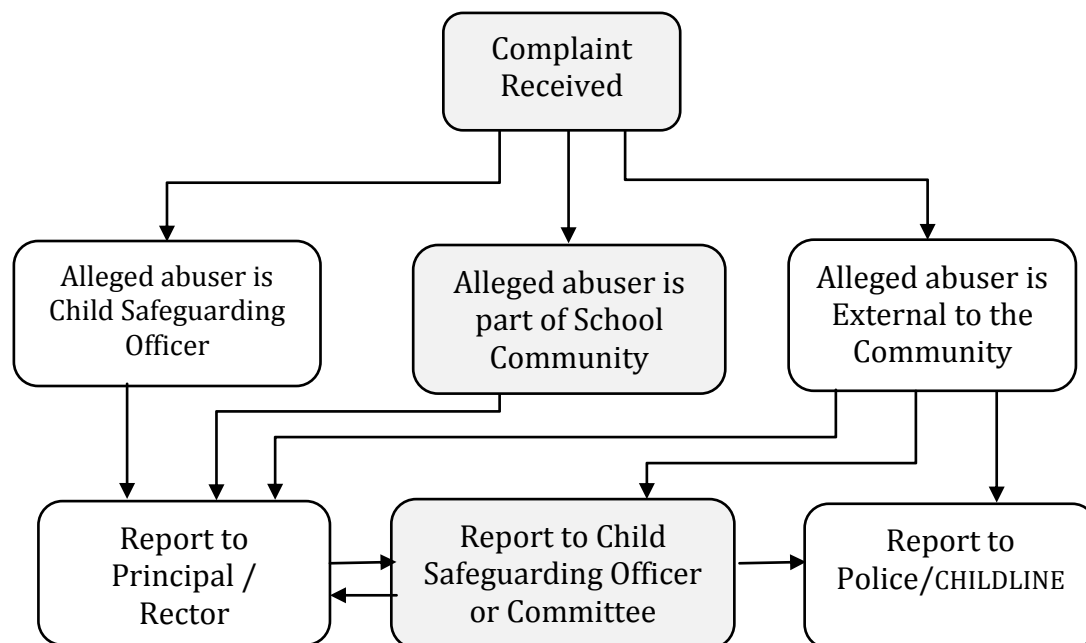 Complaint
Received
Alleged abuser is
Child Safeguarding
Officer
Alleged abuser is
part of School
Community
Alleged abuser is
External to the
Community
Report to
Principal /
Rector
Report to Child
Safeguarding Officer
or Committee
Report to
Police/CHILDLINE